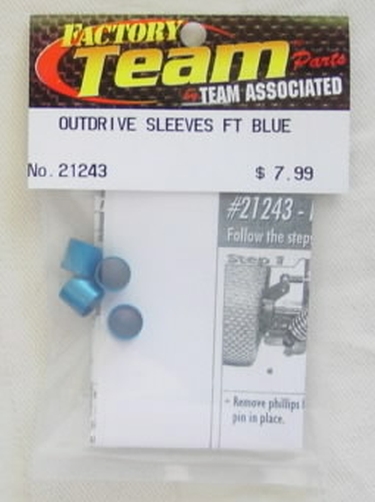 FACTORY
Team
Parts
by TEAM ASSOCIATED
OUTDRIVE SLEEVES FT BLUE
No. 21243
$ 7.99
#21243 -
Follow the step
Step 1
- Remove phillips
pin in place.